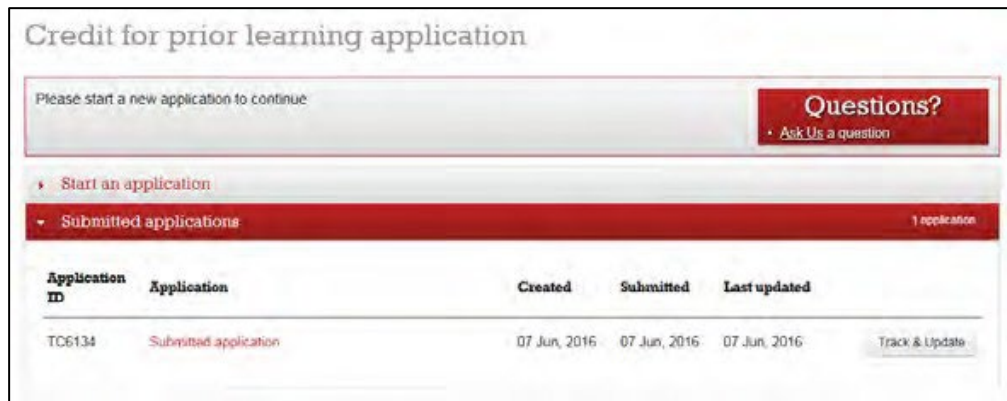 Credit for prior learning application
Please start a new application to continue
Questions?
• Ask Us a question
Start an application
Submitted applications 1 application
Application ID Application Created Submitted Last updated
TC6134 Submitted application 07 Jun, 2016 07 Jun, 2016 07 Jun, 2016 Track & Update